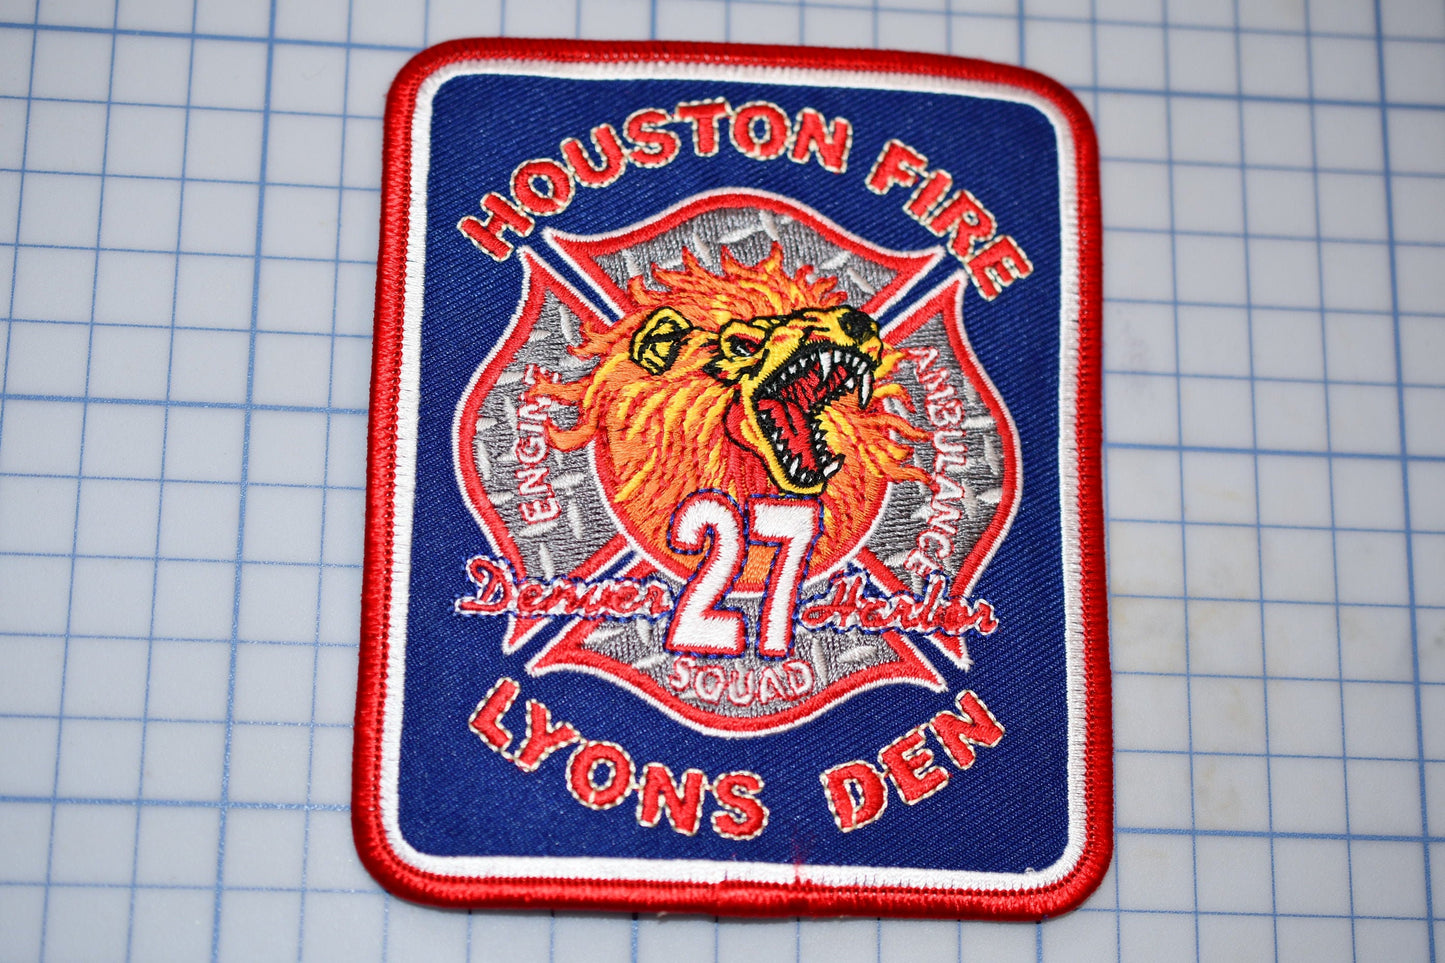 HOUSTON FIRE
ENGINE
AMBULANCE
Denver 27 Harbor
SQUAD
LYONS DEN